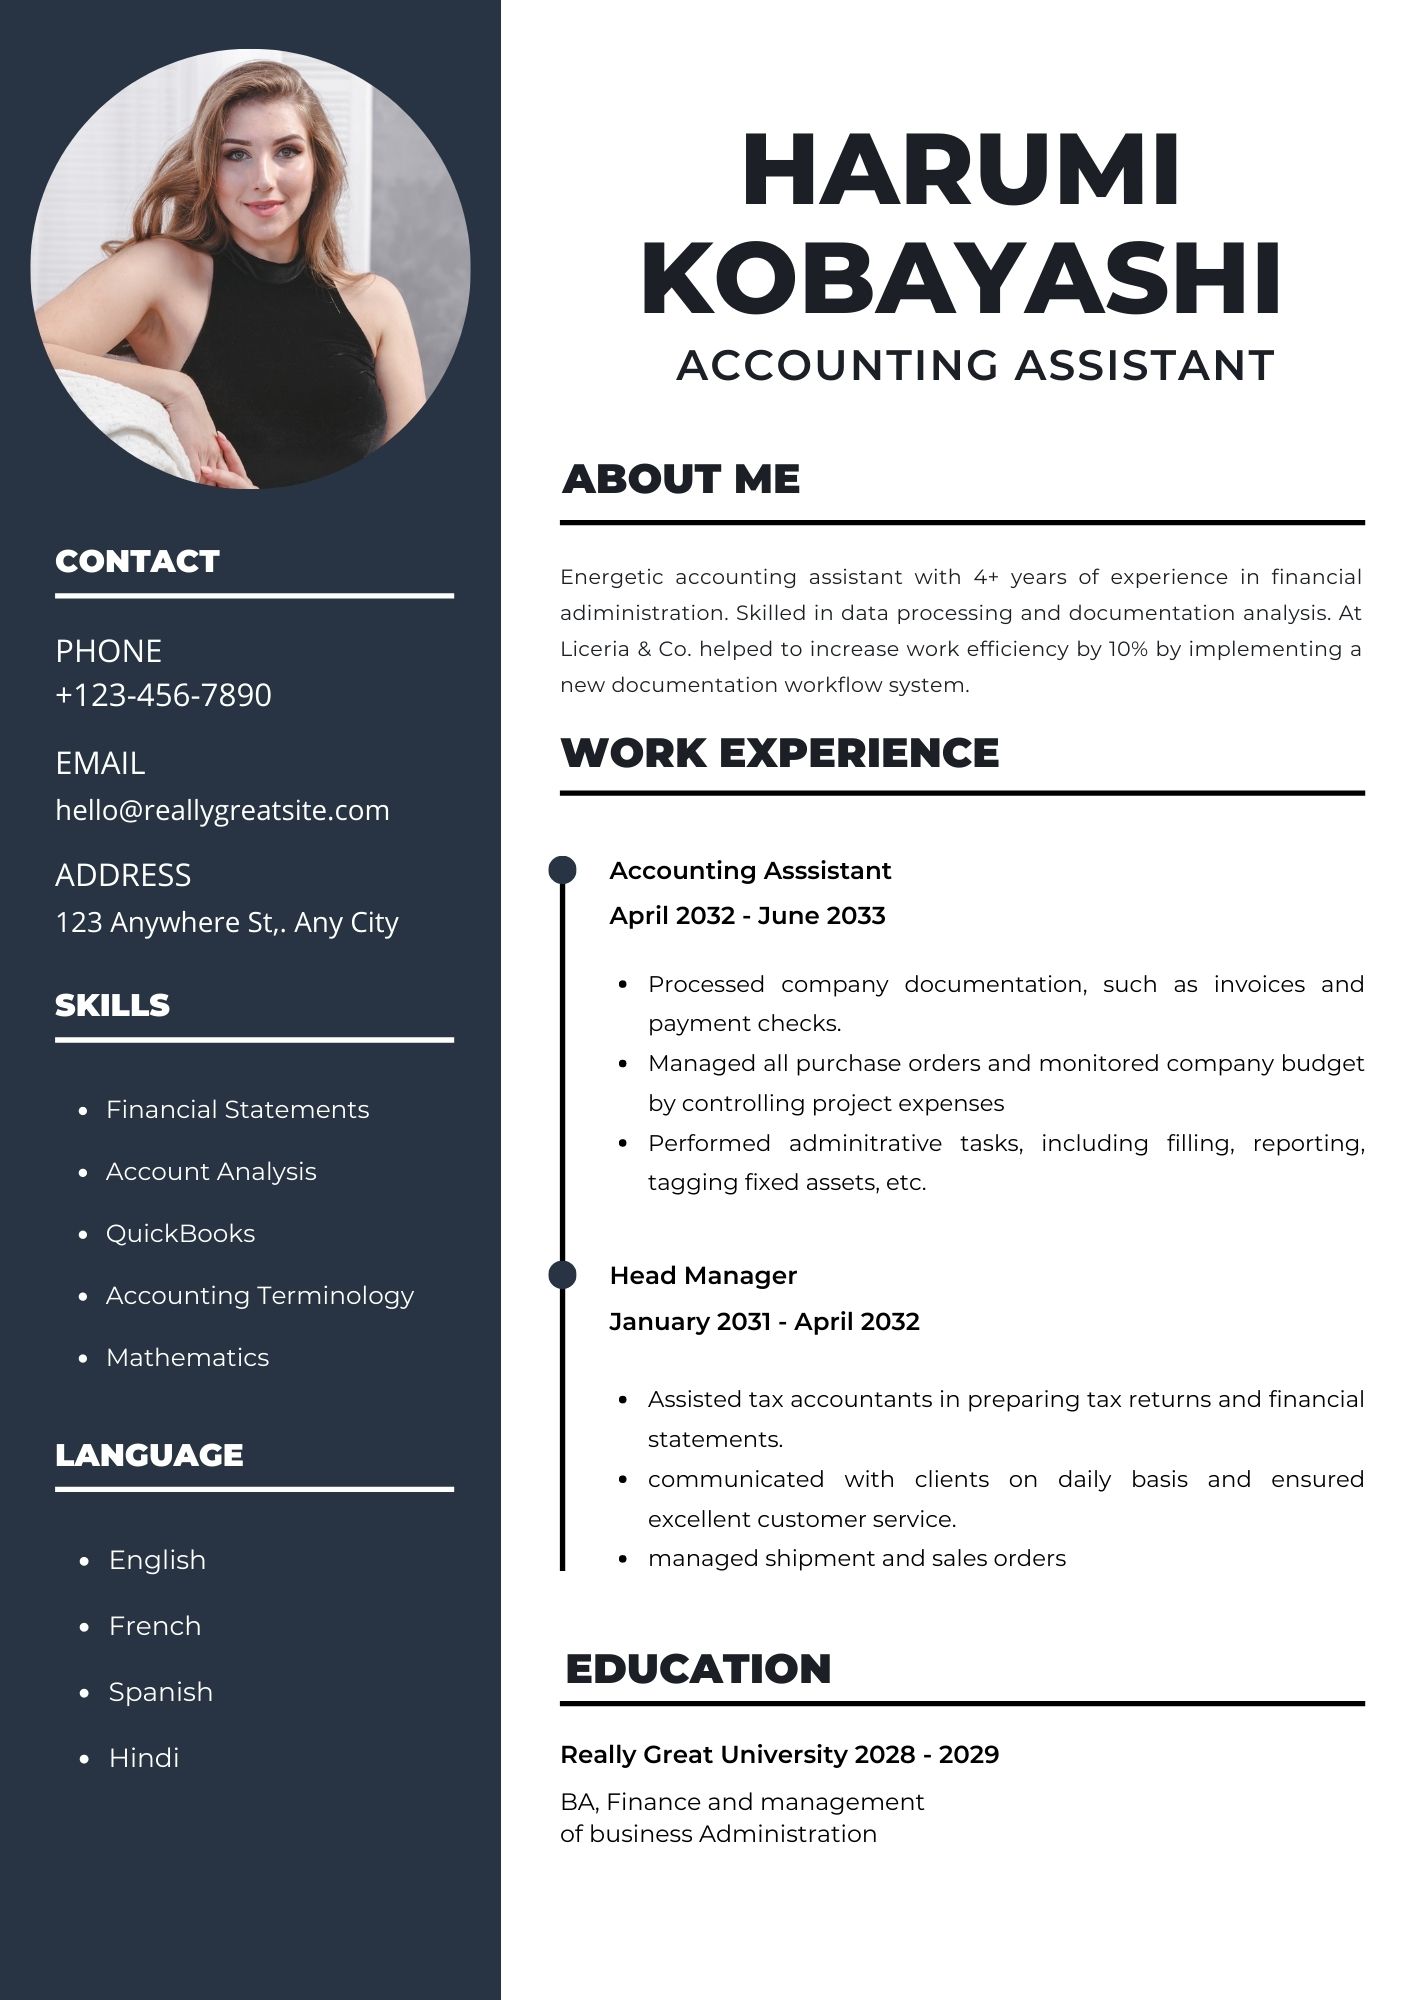 HARUMI
KOBAYASHI
ACCOUNTING ASSISTANT
CONTACT
PHONE
+123-456-7890
EMAIL
hello@reallygreatsite.com
ADDRESS
123 Anywhere St,. Any City
SKILLS
• Financial Statements
• Account Analysis
• QuickBooks
• Accounting Terminology
• Mathematics
LANGUAGE
• English
• French
• Spanish
• Hindi
ABOUT ME
Energetic accounting assistant with 4+ years of experience in financial
adiministration. Skilled in data processing and documentation analysis. At
Liceria & Co. helped to increase work efficiency by 10% by implementing a
new documentation workflow system.
WORK EXPERIENCE
Accounting Asssistant
April 2032 - June 2033
• Processed company documentation, such as invoices and
payment checks.
• Managed all purchase orders and monitored company budget
by controlling project expenses
• Performed adminitrative tasks, including filling, reporting,
tagging fixed assets, etc.
Head Manager
January 2031 - April 2032
• Assisted tax accountants in preparing tax returns and financial
statements.
• communicated with clients on daily basis and ensured
excellent customer service.
• managed shipment and sales orders
EDUCATION
Really Great University 2028 - 2029
BA, Finance and management
of business Administration